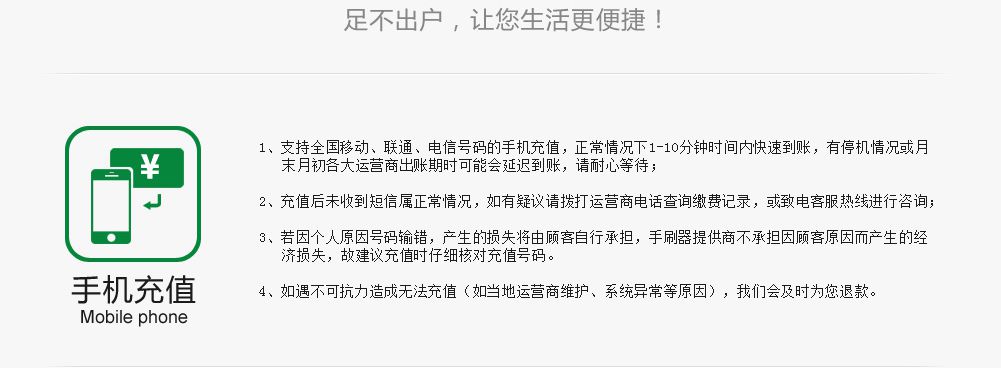 足不出户，让您生活更便捷！
1、支持全国移动、联通、电信号码的手机充值，正常情况下1-10分钟时间内快速到账，有停机情况或月
末月初各大运营商出账期时可能会延迟到账，请耐心等待；
¥
2、充值后未收到短信属正常情况，如有疑议请拨打运营商电话查询缴费记录，或致电客服热线进行咨询；
3、若因个人原因号码输错，产生的损失将由顾客自行承担，手刷器提供商不承担因顾客原因而产生的经
济损失，故建议充值时仔细核对充值号码。
手机充值
Mobile phone
4、如遇不可抗力造成无法充值（如当地运营商维护、系统异常等原因），我们会及时为您退款。